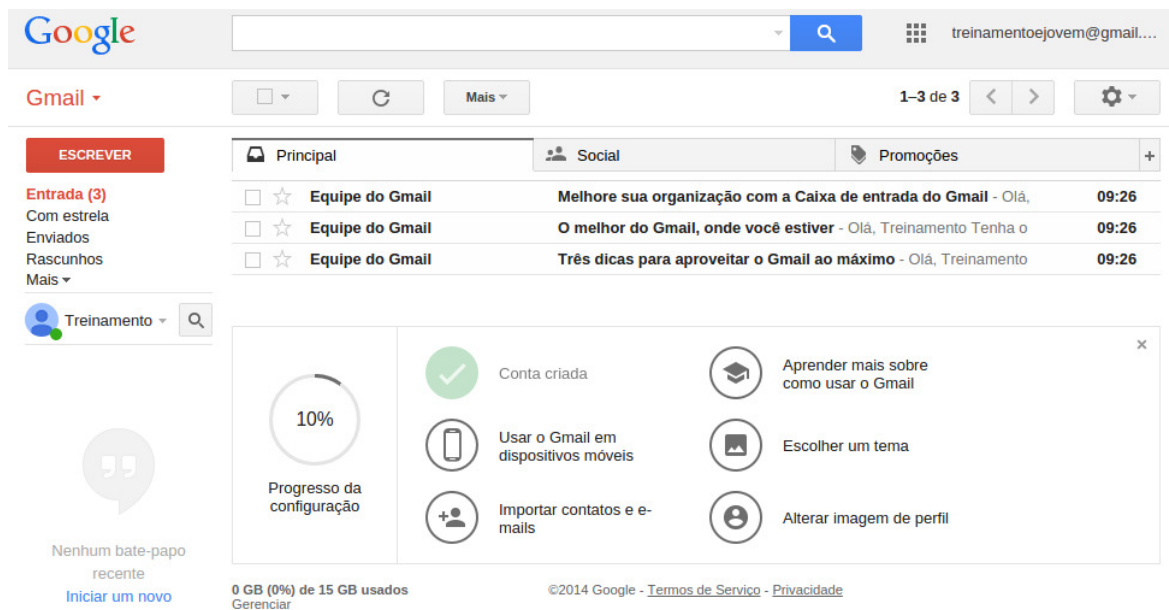 Google
treinamentoejovem@gmail....
Gmail
Mais
1–3 de 3
ESCREVER
Entrada (3)
Com estrela
Enviados
Rascunhos
Mais
Treinamento
Nenhum bate-papo
recente
Iniciar um novo
Principal
Social
Promoções
+
Equipe do Gmail Melhore sua organização com a Caixa de entrada do Gmail - Olá, 09:26
Equipe do Gmail O melhor do Gmail, onde você estiver - Olá, Treinamento Tenha o 09:26
Equipe do Gmail Três dicas para aproveitar o Gmail ao máximo - Olá, Treinamento 09:26
10%
Progresso da
configuração
Conta criada
Usar o Gmail em
dispositivos móveis
Importar contatos e e-
mails
Aprender mais sobre
como usar o Gmail
Escolher um tema
Alterar imagem de perfil
0 GB (0%) de 15 GB usados
Gerenciar
©2014 Google - Termos de Serviço - Privacidade